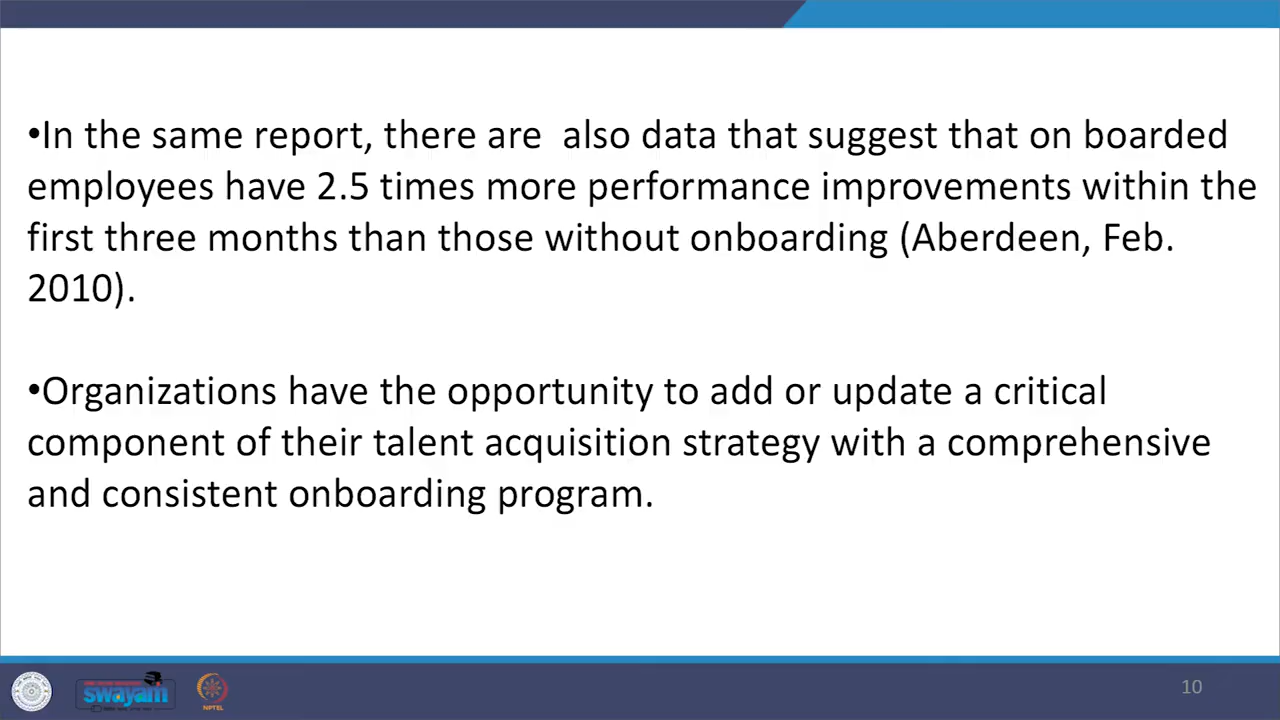 •In the same report, there are  also data that suggest that on boarded
employees have 2.5 times more performance improvements within the
first three months than those without onboarding (Aberdeen, Feb.
2010).
•Organizations have the opportunity to add or update a critical
component of their talent acquisition strategy with a comprehensive
and consistent onboarding program.
swayam
NPTEL
10